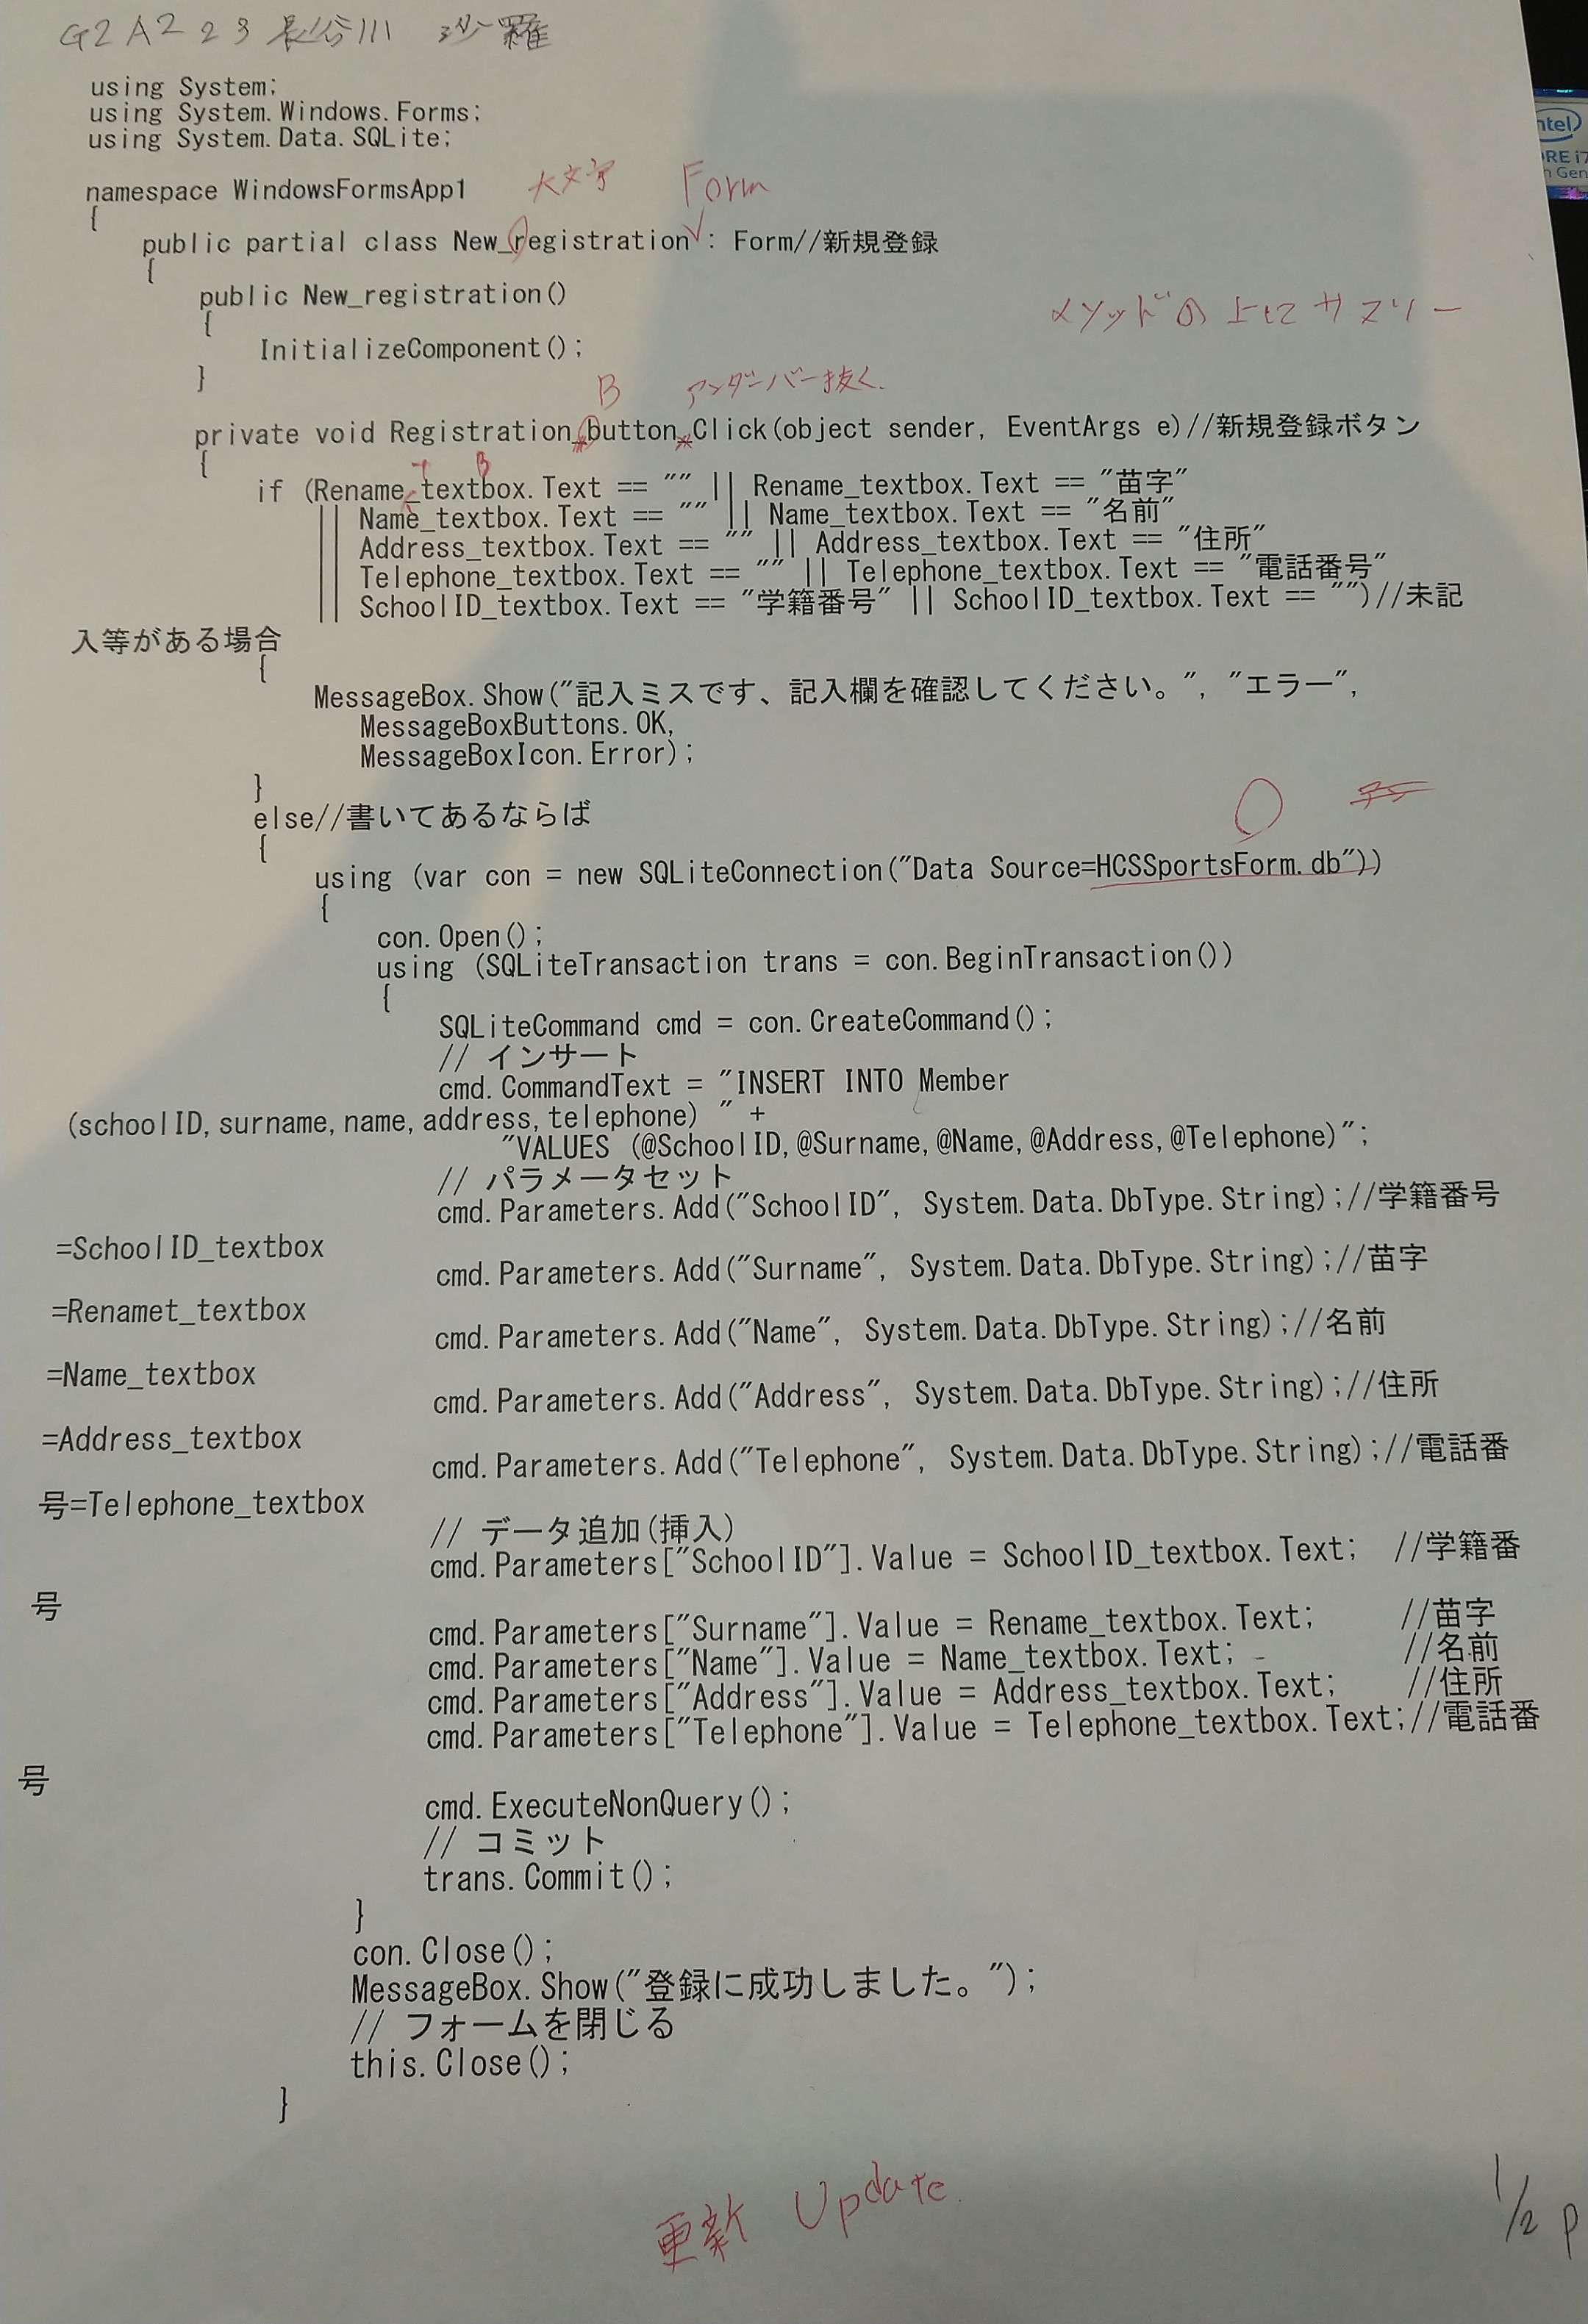 G2A223 長谷川 沙羅
using System;
using System.Windows.Forms;
using System.Data.SQLite;
intel
CORE i7
Gen
namespace WindowsFormsApp1
大文字 Form
{
public partial class New_registration : Form//新規登録
{
public New_registration()
メソッドの上にサマリー
{
InitializeComponent();
}
B アンダーバー抜く.
private void Registration_button_Click(object sender, EventArgs e)//新規登録ボタン
{
T B
if (Rename_textbox.Text == "" || Rename_textbox.Text == "苗字"
|| Name_textbox.Text == "" || Name_textbox.Text == "名前"
|| Address_textbox.Text == "" || Address_textbox.Text == "住所"
|| Telephone_textbox.Text == "" || Telephone_textbox.Text == "電話番号"
|| SchoolID_textbox.Text == "学籍番号" || SchoolID_textbox.Text == "")//未記
入等がある場合
{
MessageBox.Show("記入ミスです、記入欄を確認してください。", "エラー",
MessageBoxButtons.OK,
MessageBoxIcon.Error);
}
else//書いてあるならば
{
using (var con = new SQLiteConnection("Data Source=HCSSportsForm.db"))
{
con.Open();
using (SQLiteTransaction trans = con.BeginTransaction())
{
SQLiteCommand cmd = con.CreateCommand();
// インサート
cmd.CommandText = "INSERT INTO Member
(schoolID,surname,name,address,telephone) " +
"VALUES (@SchoolID,@Surname,@Name,@Address,@Telephone)";
// パラメータセット
cmd.Parameters.Add("SchoolID", System.Data.DbType.String);//学籍番号
=SchoolID_textbox
cmd.Parameters.Add("Surname", System.Data.DbType.String);//苗字
=Renamet_textbox
cmd.Parameters.Add("Name", System.Data.DbType.String);//名前
=Name_textbox
cmd.Parameters.Add("Address", System.Data.DbType.String);//住所
=Address_textbox
cmd.Parameters.Add("Telephone", System.Data.DbType.String);//電話番
号=Telephone_textbox
// データ追加(挿入)
cmd.Parameters["SchoolID"].Value = SchoolID_textbox.Text; //学籍番
号
cmd.Parameters["Surname"].Value = Rename_textbox.Text; //苗字
cmd.Parameters["Name"].Value = Name_textbox.Text; //名前
cmd.Parameters["Address"].Value = Address_textbox.Text; //住所
cmd.Parameters["Telephone"].Value = Telephone_textbox.Text;//電話番
号
cmd.ExecuteNonQuery();
// コミット
trans.Commit();
}
con.Close();
MessageBox.Show("登録に成功しました。");
// フォームを閉じる
this.Close();
}
更新 Update
1/2 p